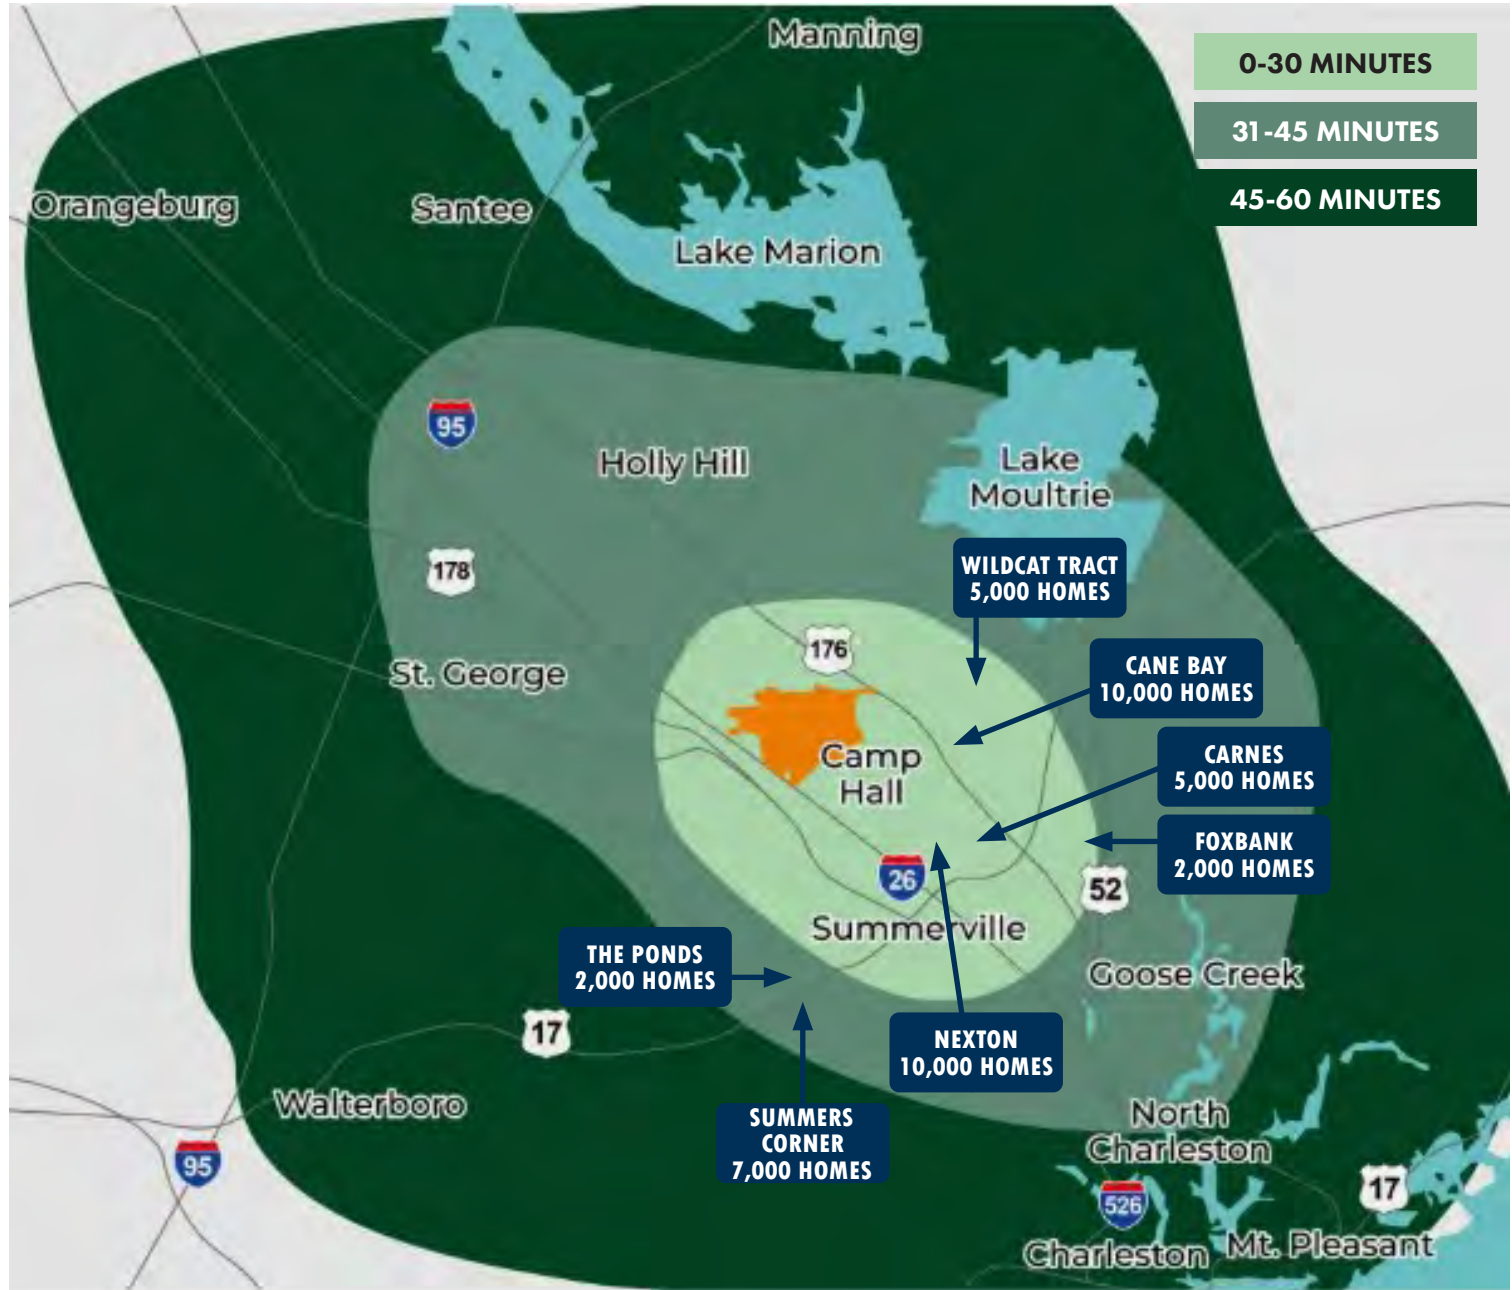 Manning
0-30 MINUTES
31-45 MINUTES
45-60 MINUTES
Orangeburg
Santee
Lake Marion
95
Holly Hill
Lake
Moultrie
178
WILDCAT TRACT
5,000 HOMES
176
St. George
CANE BAY
10,000 HOMES
Camp
Hall
CARNES
5,000 HOMES
FOXBANK
2,000 HOMES
26
52
Summerville
THE PONDS
2,000 HOMES
Goose Creek
17
NEXTON
10,000 HOMES
Walterboro
SUMMERS
CORNER
7,000 HOMES
North
Charleston
95
17
526
Charleston
Mt. Pleasant